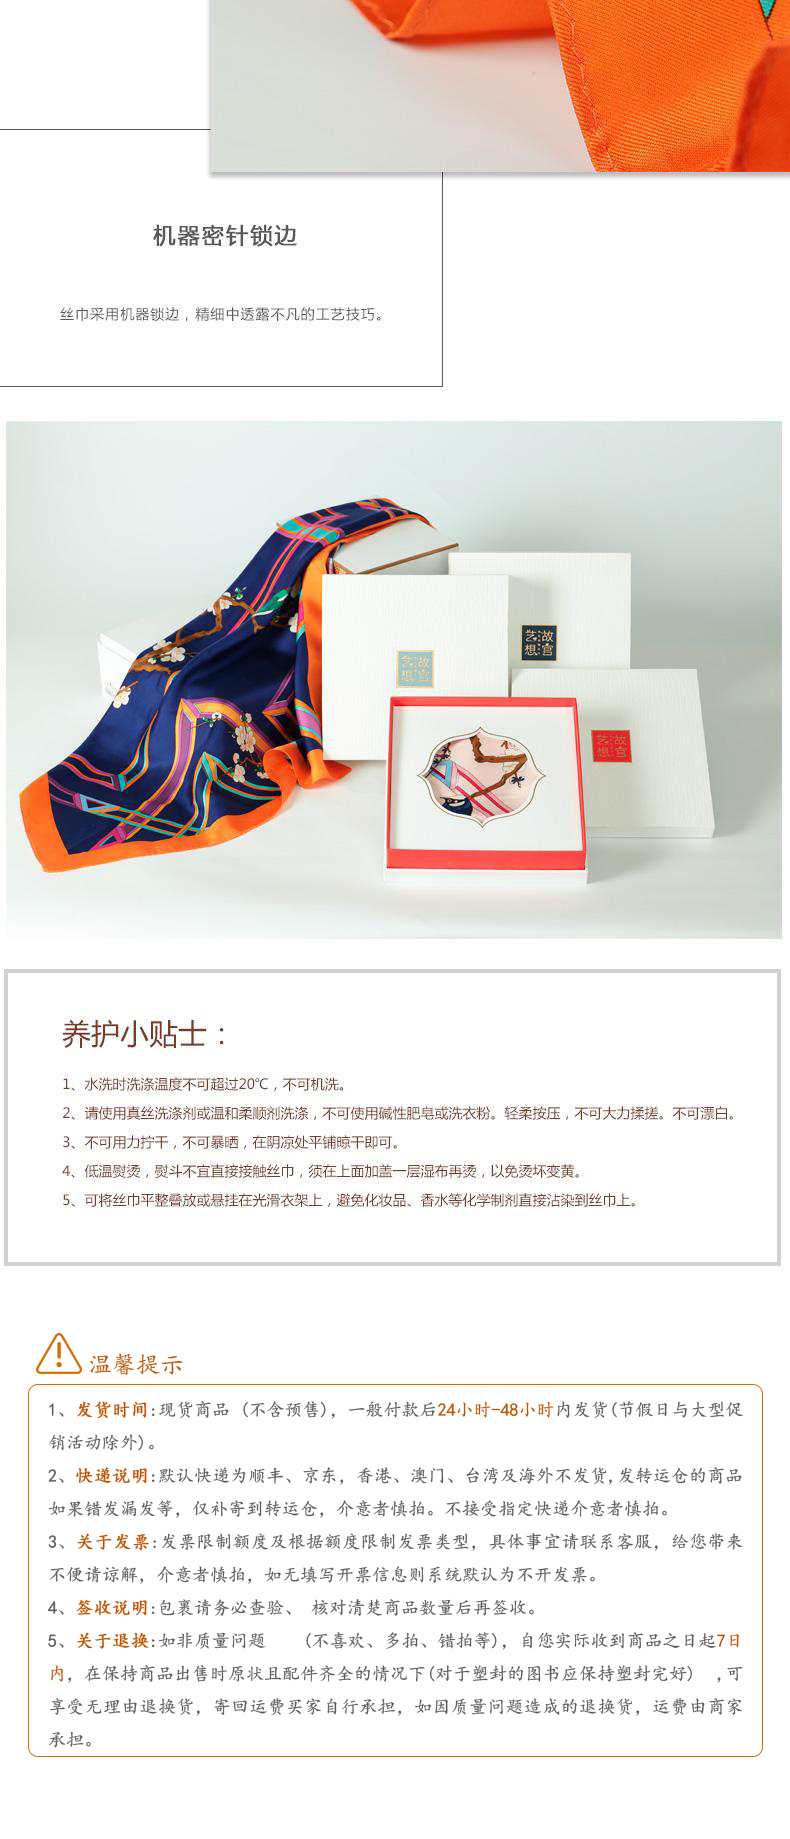 机器密针锁边
丝巾采用机器锁边，精细中透露不凡的工艺技巧。
故宫
艺想
故宫
艺想
故宫
艺想
养护小贴士：
1、水洗时洗涤温度不可超过20℃，不可机洗。
2、请使用真丝洗涤剂或温和柔顺剂洗涤，不可使用碱性肥皂或洗衣粉。轻柔按压，不可大力揉搓。不可漂白。
3、不可用力拧干，不可暴晒，在阴凉处平铺晾干即可。
4、低温熨烫，熨斗不宜直接接触丝巾，须在上面加盖一层湿布再烫，以免烫坏变黄。
5、可将丝巾平整叠放或悬挂在光滑衣架上，避免化妆品、香水等化学制剂直接沾染到丝巾上。
温馨提示
1、发货时间:现货商品 (不含预售)，一般付款后24小时-48小时内发货(节假日与大型促
销活动除外)。
2、快递说明:默认快递为顺丰、京东，香港、澳门、台湾及海外不发货,发转运仓的商品
如果错发漏发等，仅补寄到转运仓，介意者慎拍。不接受指定快递介意者慎拍。
3、关于发票:发票限制额度及根据额度限制发票类型，具体事宜请联系客服，给您带来
不便请谅解，介意者慎拍，如无填写开票信息则系统默认为不开发票。
4、签收说明:包裹请务必查验、 核对清楚商品数量后再签收。
5、关于退换:如非质量问题 (不喜欢、多拍、错拍等)，自您实际收到商品之日起7日
内，在保持商品出售时原状且配件齐全的情况下(对于塑封的图书应保持塑封完好) ,可
享受无理由退换货，寄回运费买家自行承担，如因质量问题造成的退换货，运费由商家
承担。